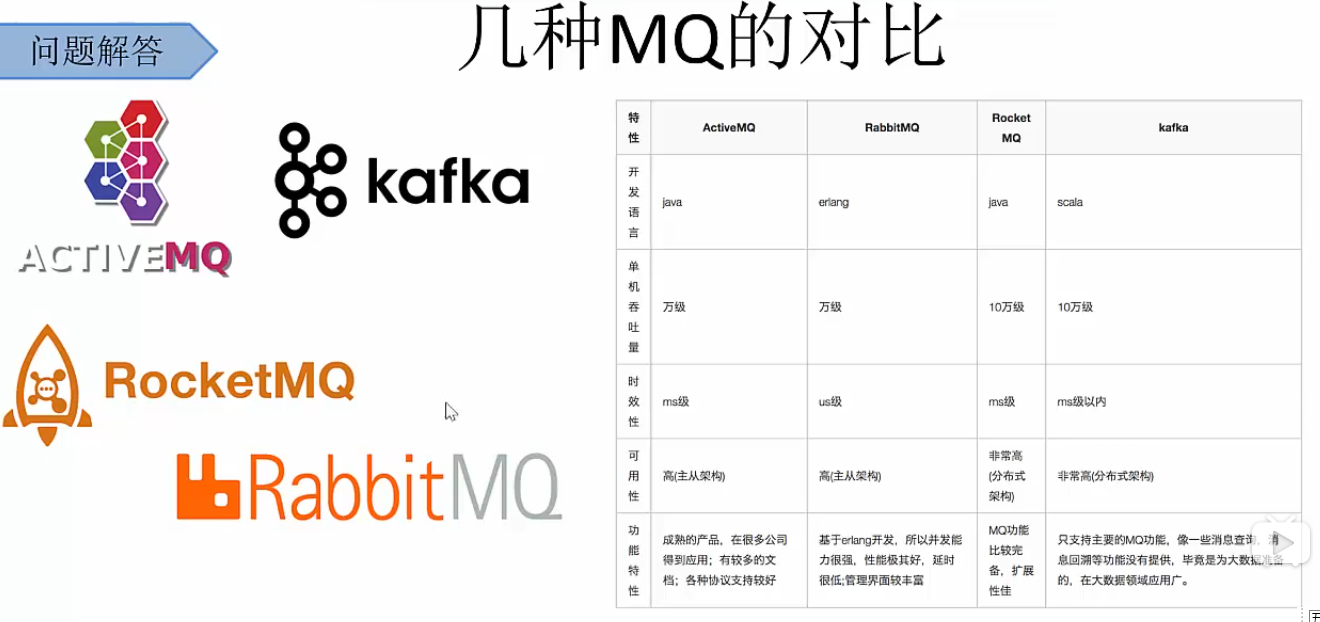 问题解答
几种MQ的对比
ACTIVEMQ
kafka
RocketMQ
RabbitMQ
特
性
ActiveMQ
RabbitMQ
Rocket
MQ
kafka
开
发
语
言
java
erlang
java
scala
单
机
吞
吐
量
万级
万级
10万级
10万级
时
效
性
ms级
us级
ms级
ms级以内
可
用
性
高(主从架构)
高(主从架构)
非常高
(分布式
架构)
非常高(分布式架构)
功
能
特
性
成熟的产品，在很多公司
得到应用；有较多的文
档；各种协议支持较好
基于erlang开发，所以并发能
力很强，性能极其好，延时
很低;管理界面较丰富
MQ功能
比较完
备，扩展
性佳
只支持主要的MQ功能，像一些消息查询，消
息回溯等功能没有提供，毕竟是为大数据准备
的，在大数据领域应用广。